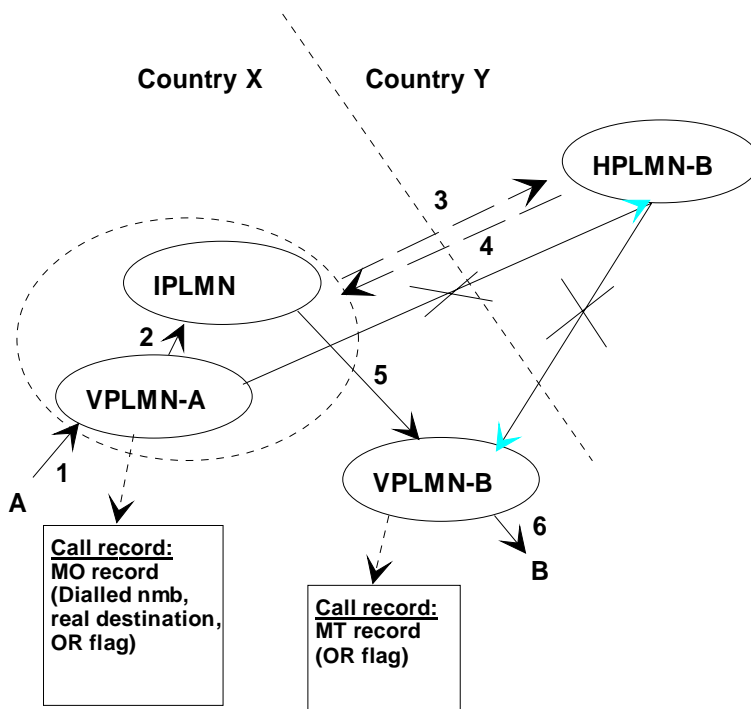 Country X
Country Y
HPLMN-B
3
4
IPLMN
2
5
VPLMN-A
1
A
VPLMN-B
6
B
Call record:
MO record
(Dialled nmb,
real destination,
OR flag)
Call record:
MT record
(OR flag)